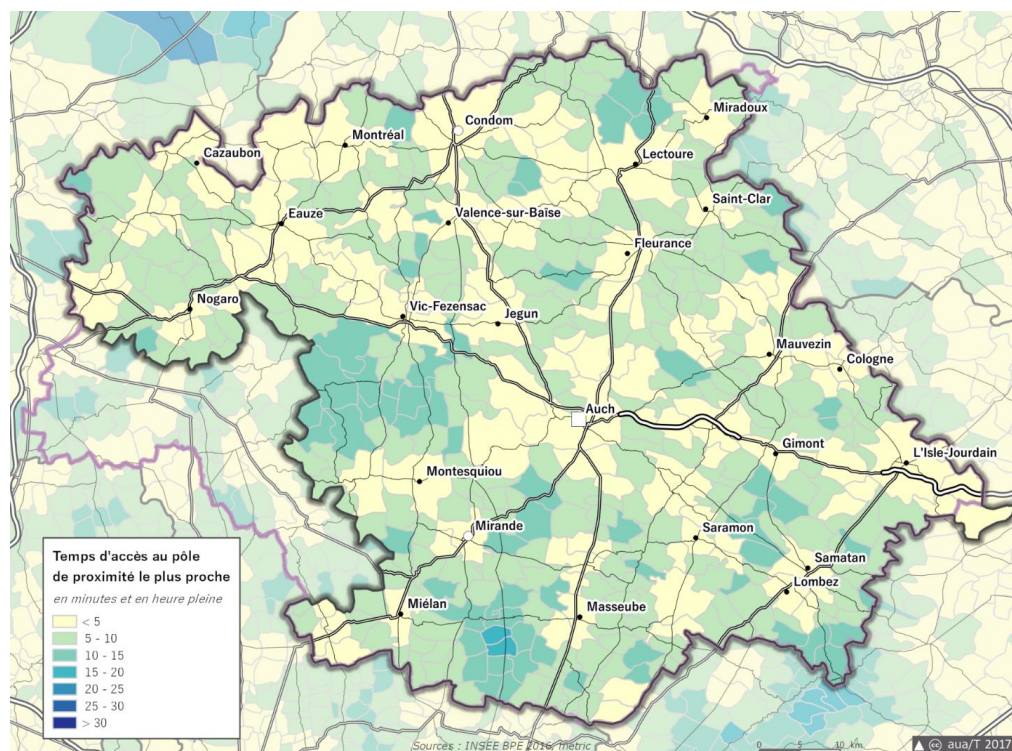 Miradoux
Condom
Montréal
Cazaubon
Lectoure
Saint-Clar
Eauze
Valence-sur-Baïse
Fleurance
Nogaro
Vic-Fezensac
Jegun
Mauvezin
Cologne
Auch
Gimont
L'Isle-Jourdain
Montesquiou
Mirande
Saramon
Samatan
Lombez
Miélan
Masseube
Temps d'accès au pôle
de proximité le plus proche
en minutes et en heure pleine
< 5
5 - 10
10 - 15
15 - 20
20 - 25
25 - 30
> 30
Sources : INSEE BPE 2016, métric
0 5 10 km
cc aua/T 2017